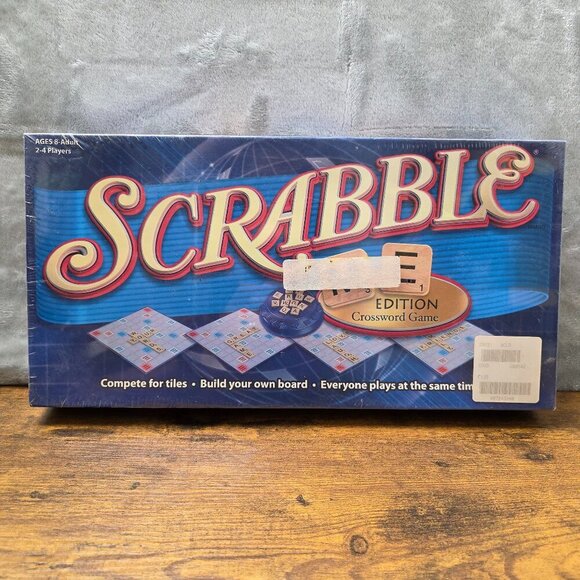 AGES 8-Adult
2-4 Players
SCRABBLE®
E
1
EDITION
Crossword Game
Compete for tiles • Build your own board • Everyone plays at the same tim